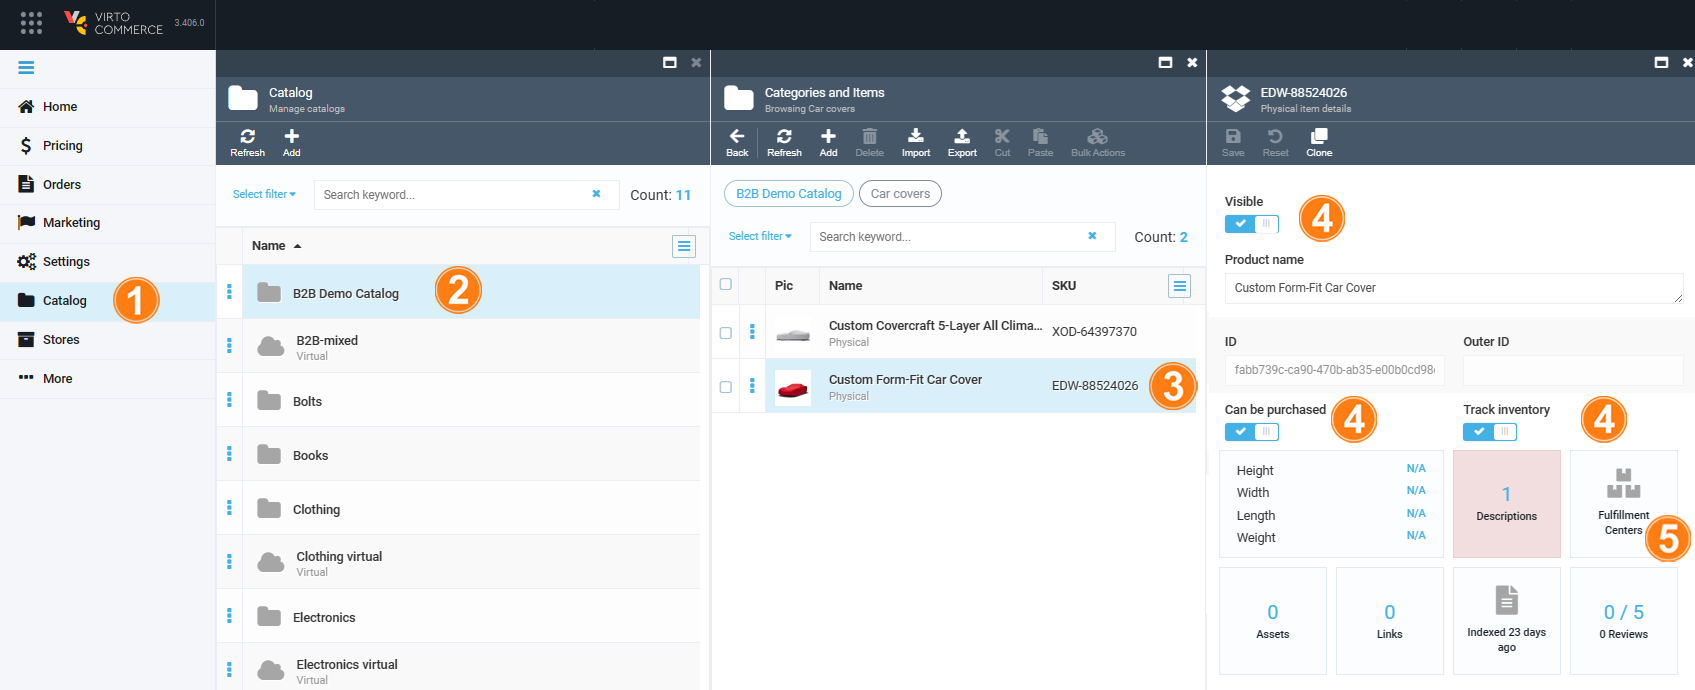 VIRTO
COMMERCE
3.406.0
Home
Pricing
Orders
Marketing
Settings
Catalog
1
Stores
More
Catalog
Manage catalogs
Refresh
Add
Select filter
Search keyword...
Count: 11
Name
B2B Demo Catalog
2
B2B-mixed
Virtual
Bolts
Books
Clothing
Clothing virtual
Virtual
Electronics
Electronics virtual
Virtual
Categories and Items
Browsing Car covers
Back
Refresh
Add
Delete
Import
Export
Cut
Paste
Bulk Actions
B2B Demo Catalog
Car covers
Select filter
Search keyword...
Count: 2
Pic
Name
SKU
Custom Covercraft 5-Layer All Clima...
Physical
XOD-64397370
Custom Form-Fit Car Cover
Physical
EDW-88524026
3
EDW-88524026
Physical item details
Save
Reset
Clone
Visible
4
Product name
Custom Form-Fit Car Cover
ID
Outer ID
fabb739c-ca90-470b-ab35-e00b0cd98
Can be purchased
4
Track inventory
4
Height N/A
Width N/A
Length N/A
Weight N/A
1
Descriptions
Fulfillment
Centers
5
0
Assets
0
Links
Indexed 23 days
ago
0 / 5
0 Reviews